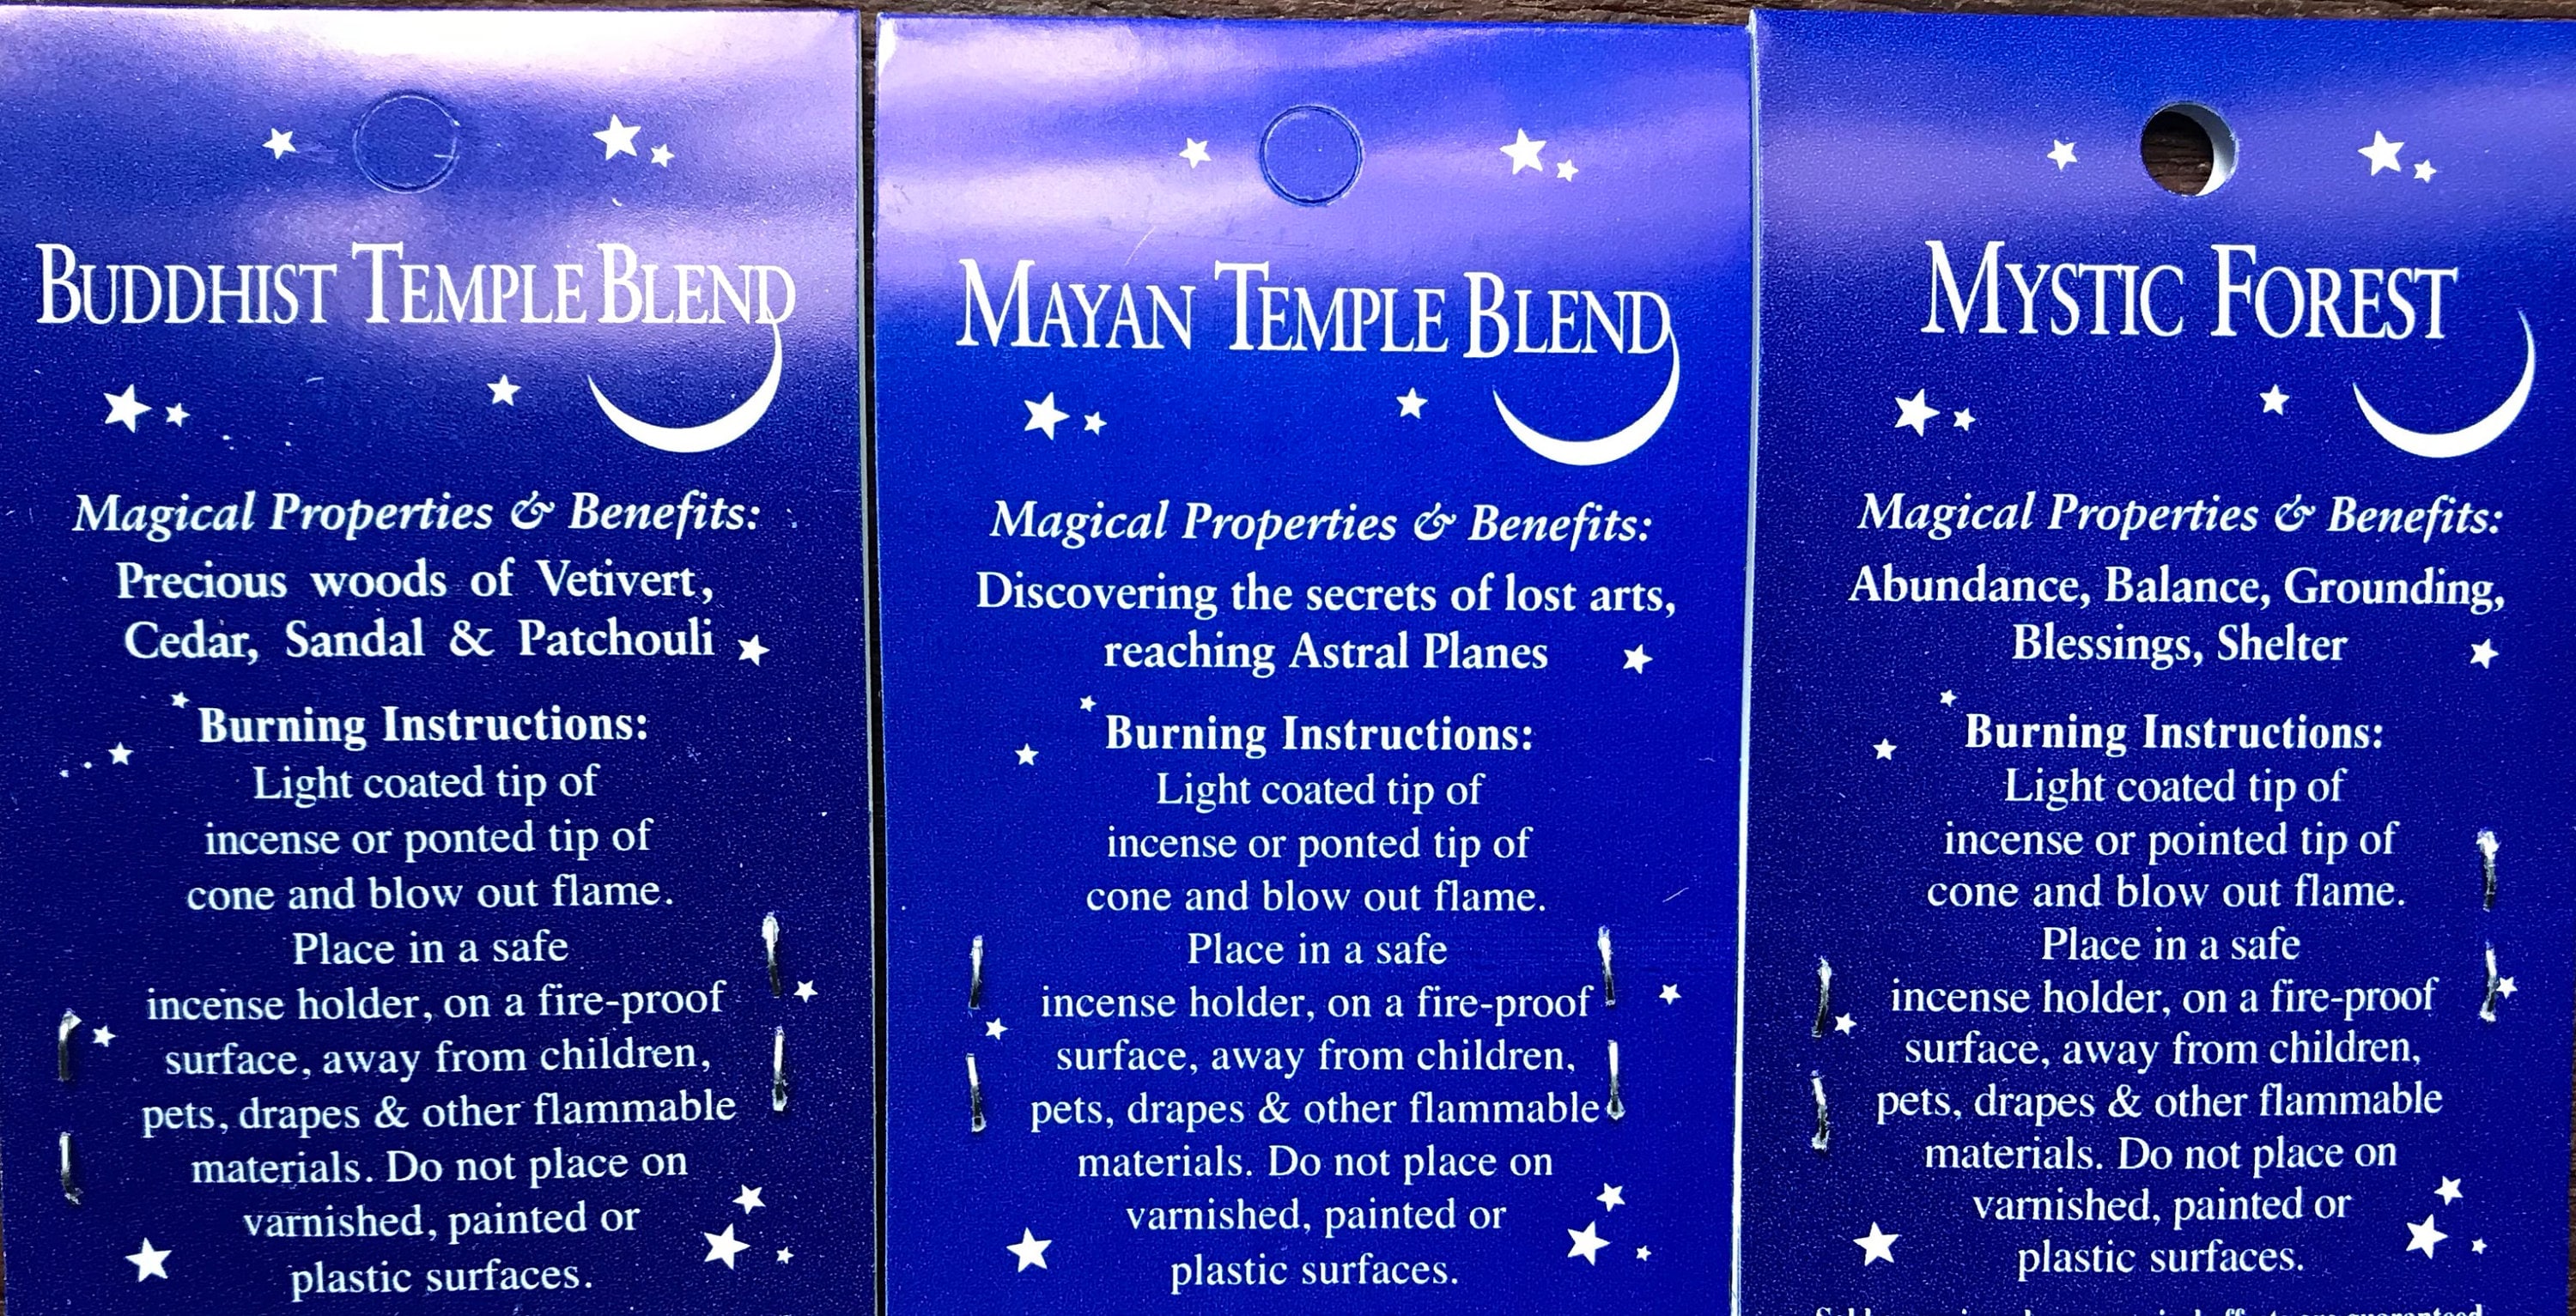 BUDDHIST TEMPLE BLEND
Magical Properties & Benefits:
Precious woods of Vetivert,
Cedar, Sandal & Patchouli
Burning Instructions:
Light coated tip of
incense or ponted tip of
cone and blow out flame.
Place in a safe
incense holder, on a fire-proof
surface, away from children,
pets, drapes & other flammable
materials. Do not place on
varnished, painted or
plastic surfaces.
MAYAN TEMPLE BLEND
Magical Properties & Benefits:
Discovering the secrets of lost arts,
reaching Astral Planes
Burning Instructions:
Light coated tip of
incense or ponted tip of
cone and blow out flame.
Place in a safe
incense holder, on a fire-proof
surface, away from children,
pets, drapes & other flammable
materials. Do not place on
varnished, painted or
plastic surfaces.
MYSTIC FOREST
Magical Properties & Benefits:
Abundance, Balance, Grounding,
Blessings, Shelter
Burning Instructions:
Light coated tip of
incense or pointed tip of
cone and blow out flame.
Place in a safe
incense holder, on a fire-proof
surface, away from children,
pets, drapes & other flammable
materials. Do not place on
varnished, painted or
plastic surfaces.